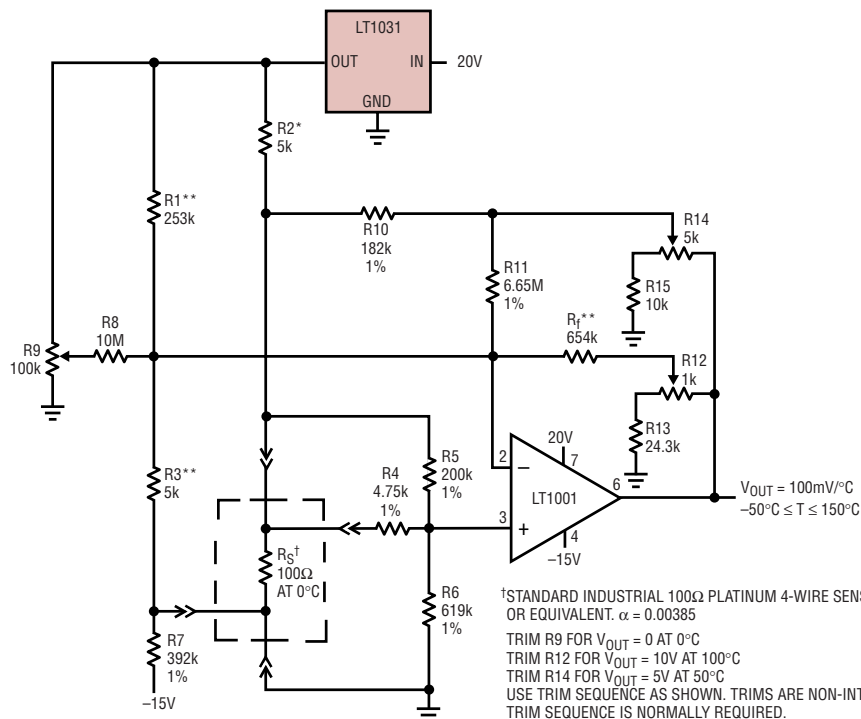 LT1031
OUT
IN
20V
GND
R2*
5k
R1**
253k
R10
182k
1%
R14
5k
R11
6.65M
1%
R15
10k
R8
10M
Rf**
654k
R9
100k
R12
1k
R13
24.3k
R3**
5k
R5
200k
1%
R4
4.75k
1%
20V
2
7
−
LT1001
6
3
+
4
−15V
VOUT = 100mV/°C
−50°C ≤ T ≤ 150°C
RS†
100Ω
AT 0°C
R6
619k
1%
R7
392k
1%
−15V
†STANDARD INDUSTRIAL 100Ω PLATINUM 4-WIRE SENS
OR EQUIVALENT. α = 0.00385
TRIM R9 FOR VOUT = 0 AT 0°C
TRIM R12 FOR VOUT = 10V AT 100°C
TRIM R14 FOR VOUT = 5V AT 50°C
USE TRIM SEQUENCE AS SHOWN. TRIMS ARE NON-INT
TRIM SEQUENCE IS NORMALLY REQUIRED.